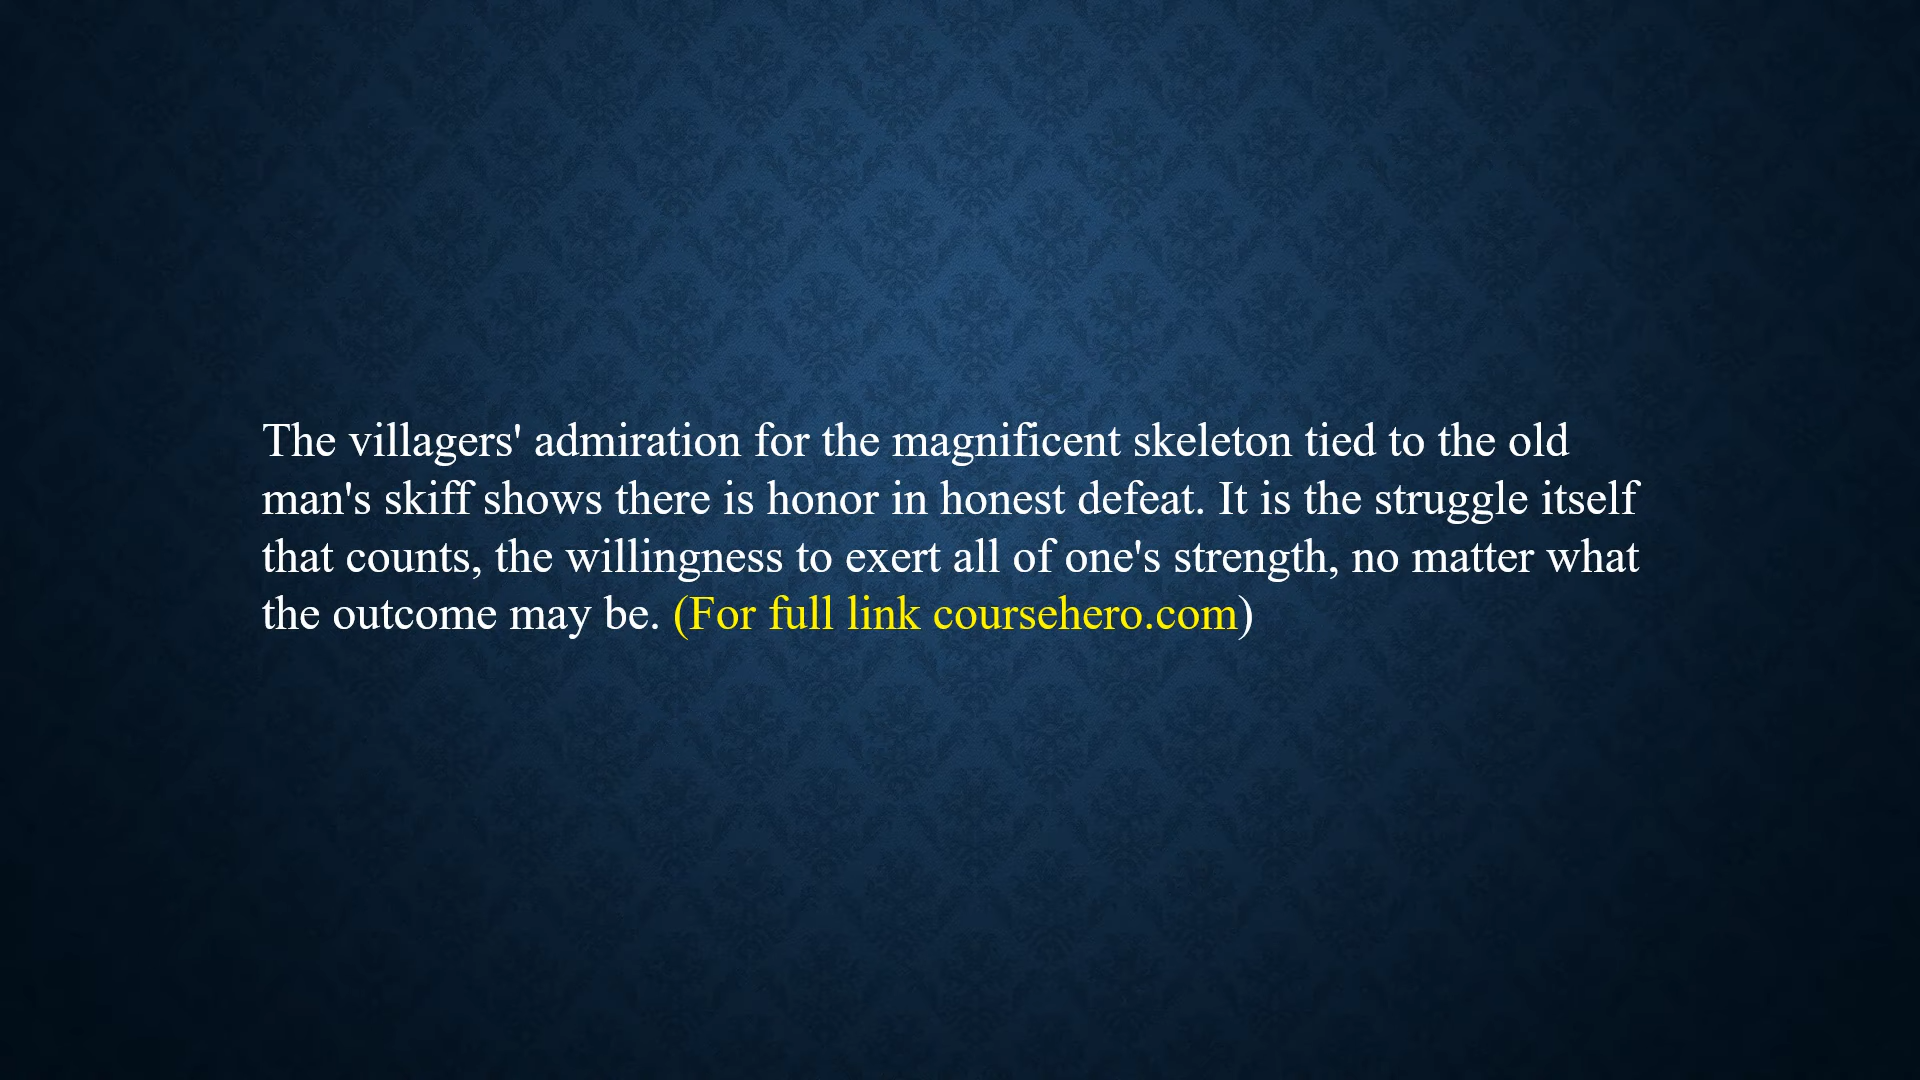 The villagers' admiration for the magnificent skeleton tied to the old
man's skiff shows there is honor in honest defeat. It is the struggle itself
that counts, the willingness to exert all of one's strength, no matter what
the outcome may be. (For full link coursehero.com)